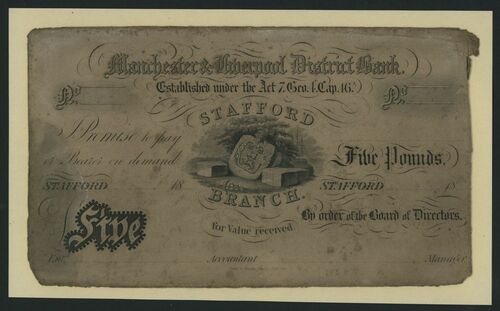 Manchester & Liverpool District Bank.
Established under the Act 7. Geo. 4. Cap. 46.
No. No.
STAFFORD
I Promise to pay
or Bearer on demand Five Pounds.
STAFFORD 18 STAFFORD 18
BRANCH.
£ Five By order of the Board of Directors.
for Value received
Ent. Accountant Manager